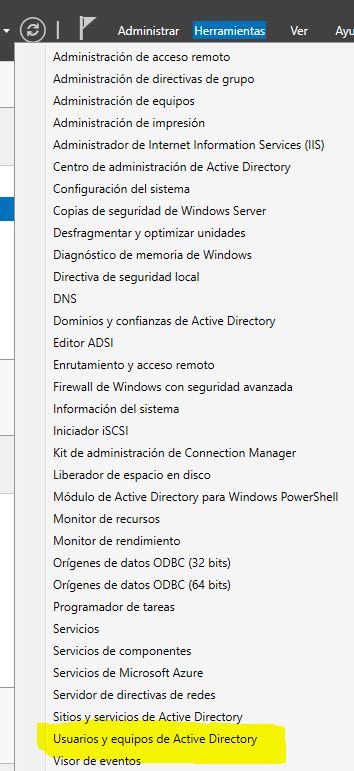 Administrar Herramientas Ver Ayu
Administración de acceso remoto
Administración de directivas de grupo
Administración de equipos
Administración de impresión
Administrador de Internet Information Services (IIS)
Centro de administración de Active Directory
Configuración del sistema
Copias de seguridad de Windows Server
Desfragmentar y optimizar unidades
Diagnóstico de memoria de Windows
Directiva de seguridad local
DNS
Dominios y confianzas de Active Directory
Editor ADSI
Enrutamiento y acceso remoto
Firewall de Windows con seguridad avanzada
Información del sistema
Iniciador iSCSI
Kit de administración de Connection Manager
Liberador de espacio en disco
Módulo de Active Directory para Windows PowerShell
Monitor de recursos
Monitor de rendimiento
Orígenes de datos ODBC (32 bits)
Orígenes de datos ODBC (64 bits)
Programador de tareas
Servicios
Servicios de componentes
Servicios de Microsoft Azure
Servidor de directivas de redes
Sitios y servicios de Active Directory
Usuarios y equipos de Active Directory
Visor de eventos